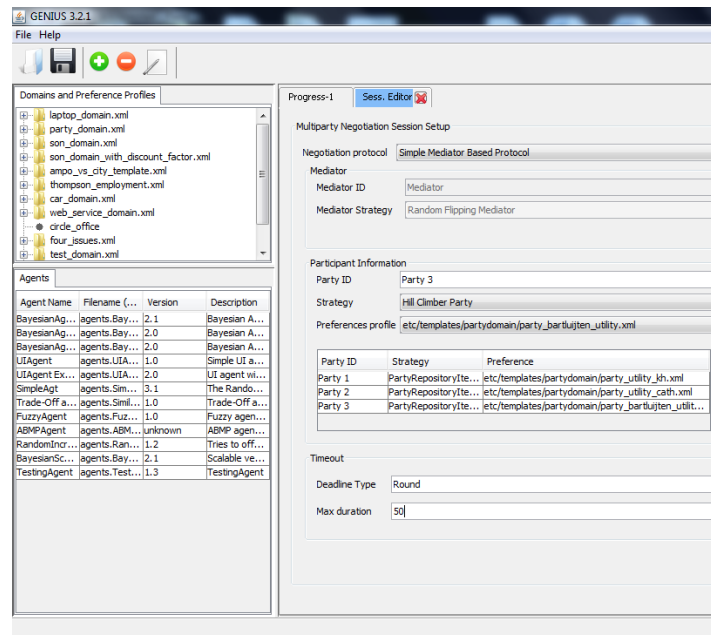 GENIUS 3.2.1
File Help
Domains and Preference Profiles
laptop_domain.xml
party_domain.xml
son_domain.xml
son_domain_with_discount_factor.xml
ampo_vs_city_template.xml
thompson_employment.xml
car_domain.xml
web_service_domain.xml
circle_office
four_issues.xml
test_domain.xml
Agents
Agent Name Filename (... Version Description
BayesianAg... agents.Bay... 2.1 Bayesian A...
BayesianAg... agents.Bay... 2.0 Bayesian A...
BayesianAg... agents.Bay... 2.0 Bayesian A...
UIAgent agents.UIA... 1.0 Simple UI a...
UIAgent Ex... agents.UIA... 2.0 UI agent wi...
SimpleAgt agents.Sim... 3.1 The Rando...
Trade-Off a... agents.Simil... 1.0 Trade-Off a...
FuzzyAgent agents.Fuz... 1.0 Fuzzy agen...
ABMPAgent agents.ABM... unknown ABMP agen...
RandomIncr... agents.Ran... 1.2 Tries to off...
BayesianSc... agents.Bay... 2.1 Scalable ve...
TestingAgent agents.Test... 1.3 TestingAgent
Progress-1 Sess. Editor
Multiparty Negotiation Session Setup
Negotiation protocol Simple Mediator Based Protocol
Mediator
Mediator ID Mediator
Mediator Strategy Random Flipping Mediator
Participant Information
Party ID Party 3
Strategy Hill Climber Party
Preferences profile etc/templates/partydomain/party_bartluijten_utility.xml
Party ID Strategy Preference
Party 1 PartyRepositoryIte... etc/templates/partydomain/party_utility_kh.xml
Party 2 PartyRepositoryIte... etc/templates/partydomain/party_utility_cath.xml
Party 3 PartyRepositoryIte... etc/templates/partydomain/party_bartluijten_utilit...
Timeout
Deadline Type Round
Max duration 50